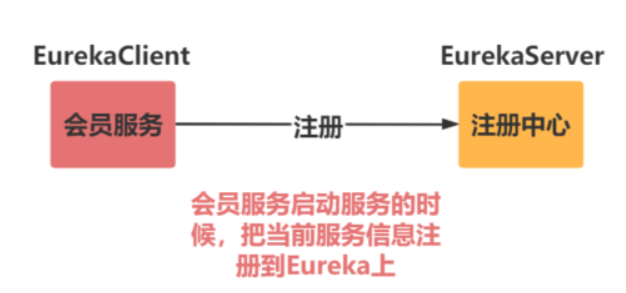 EurekaClient
EurekaServer
会员服务
注册
注册中心
会员服务启动服务的时
候，把当前服务信息注
册到Eureka上